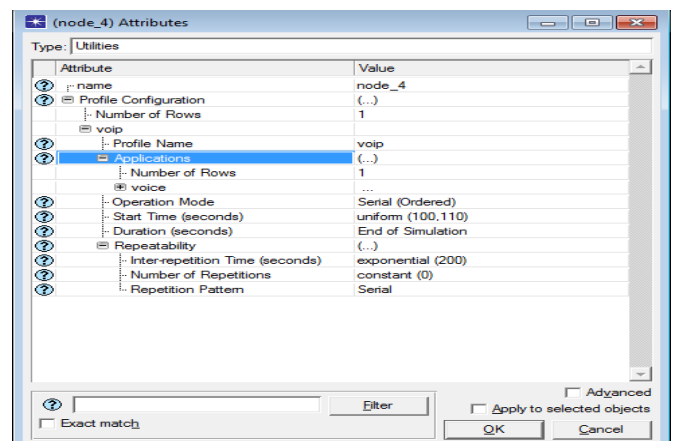 (node_4) Attributes
Type: Utilities
Attribute Value
name node_4
Profile Configuration (...)
Number of Rows 1
voip
Profile Name voip
Applications (...)
Number of Rows 1
voice ...
Operation Mode Serial (Ordered)
Start Time (seconds) uniform (100,110)
Duration (seconds) End of Simulation
Repeatability (...)
Inter-repetition Time (seconds) exponential (200)
Number of Repetitions constant (0)
Repetition Pattern Serial
Advanced
Filter Apply to selected objects
Exact match OK Cancel